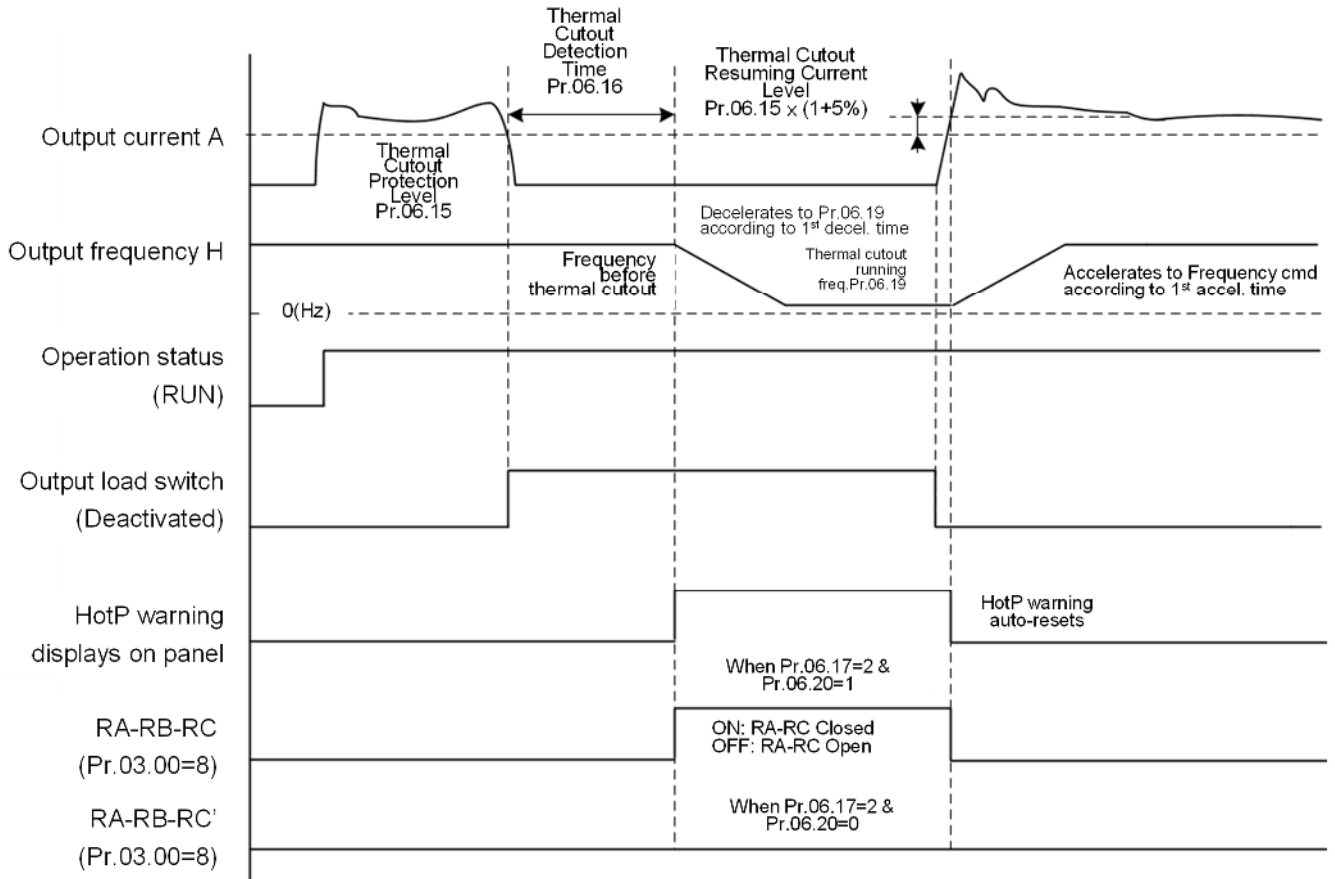 Thermal
Cutout
Detection
Time
Pr.06.16
Thermal Cutout
Resuming Current
Level
Pr.06.15 x (1+5%)
Output current A
Thermal
Cutout
Protection
Level
Pr.06.15
Decelerates to Pr.06.19
according to 1st decel. time
Output frequency H
Frequency
before
thermal cutout
Thermal cutout
running
freq.Pr.06.19
Accelerates to Frequency cmd
according to 1st accel. time
0(Hz)
Operation status
(RUN)
Output load switch
(Deactivated)
HotP warning
displays on panel
HotP warning
auto-resets
When Pr.06.17=2 &
Pr.06.20=1
RA-RB-RC
(Pr.03.00=8)
ON: RA-RC Closed
OFF: RA-RC Open
RA-RB-RC'
(Pr.03.00=8)
When Pr.06.17=2 &
Pr.06.20=0